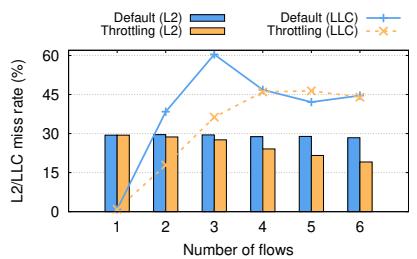 Default (L2)
Default (LLC)
Throttling (L2)
Throttling (LLC)
L2/LLC miss rate (%)
60
45
30
15
0
1 2 3 4 5 6
Number of flows